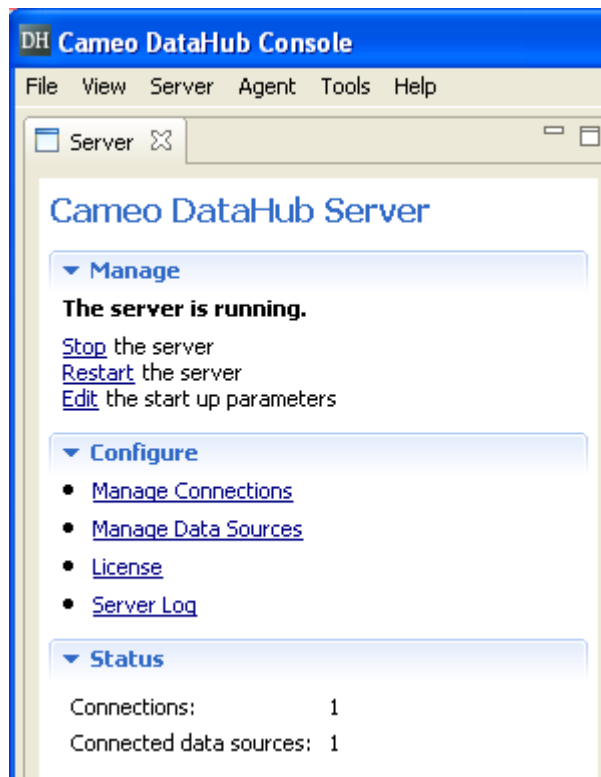 DH Cameo DataHub Console
File View Server Agent Tools Help
Server
Cameo DataHub Server
Manage
The server is running.
Stop the server
Restart the server
Edit the start up parameters
Configure
• Manage Connections
• Manage Data Sources
• License
• Server Log
Status
Connections: 1
Connected data sources: 1